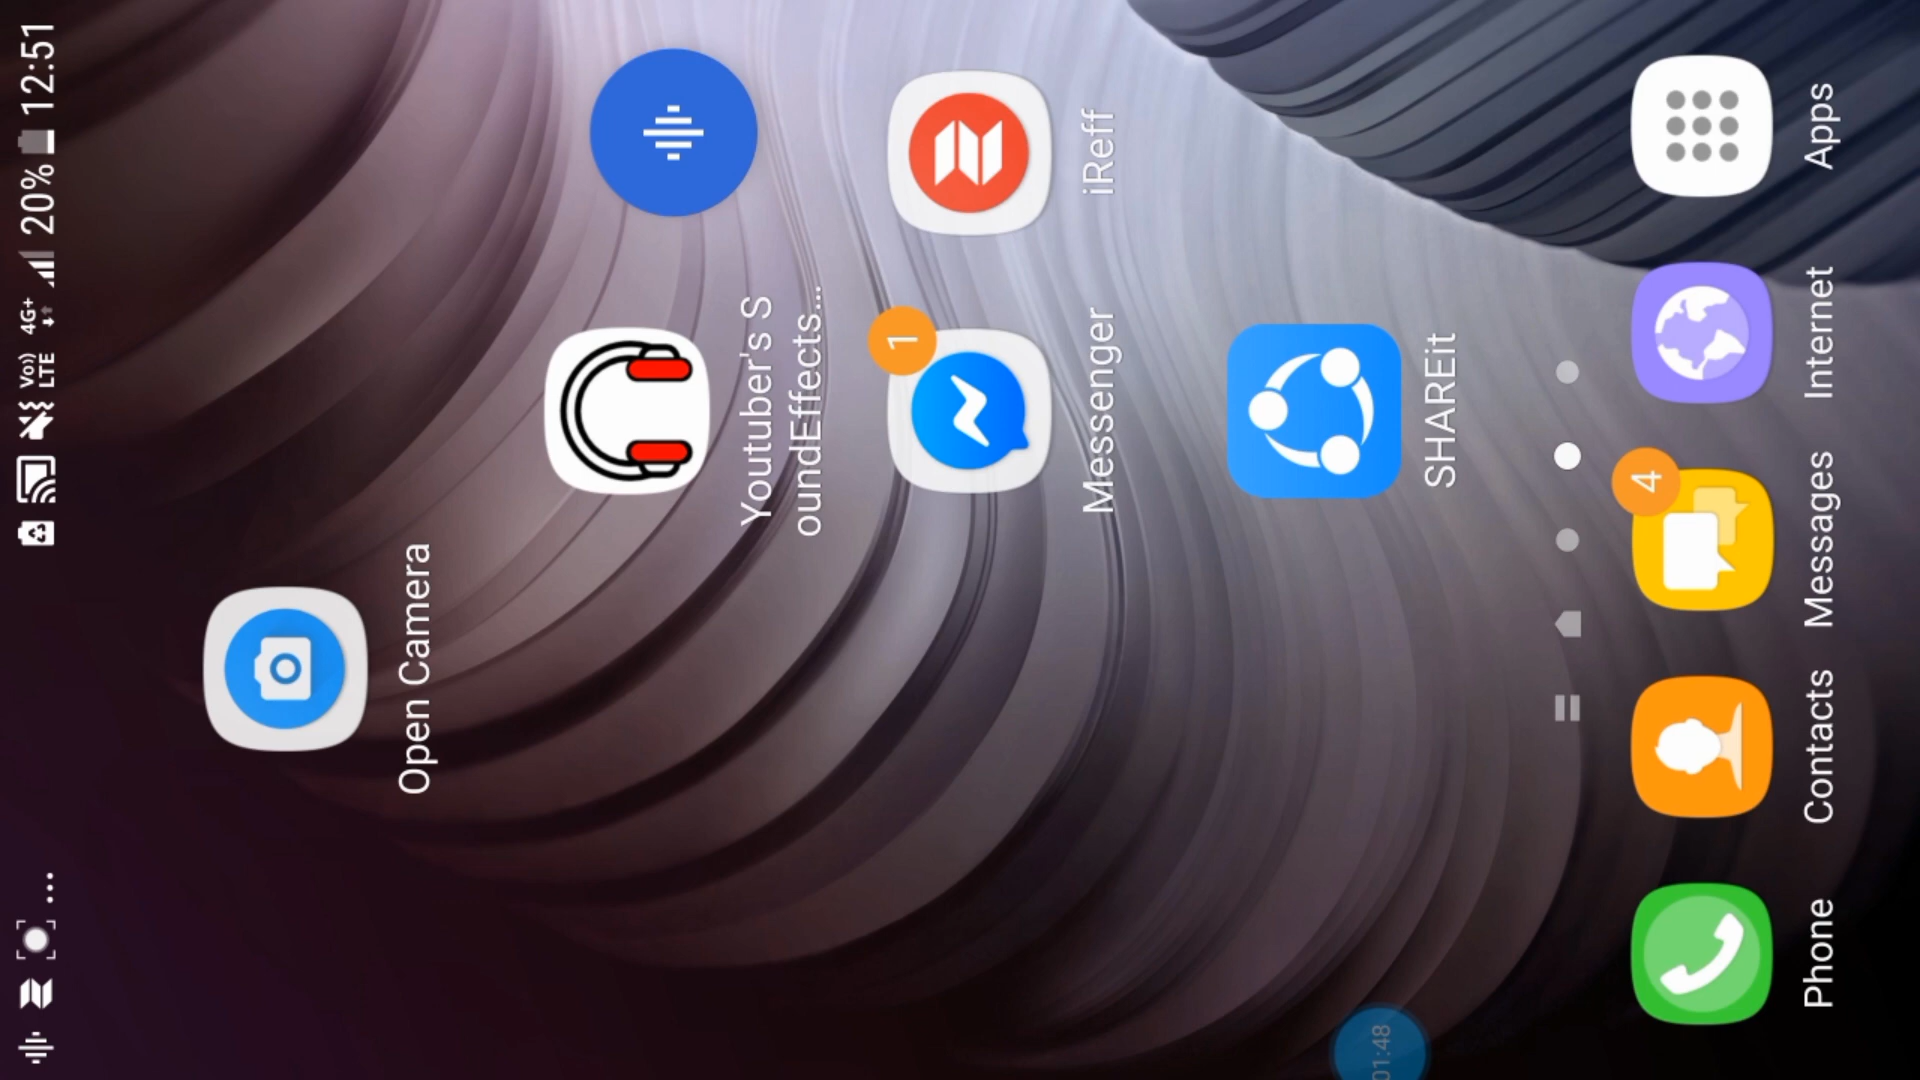 VoLTE 4G+ 20% 12:51
Open Camera
Youtuber's S
oundEffects...
1
Messenger
iReff
SHAREit
4
01:48
Phone
Contacts
Messages
Internet
Apps